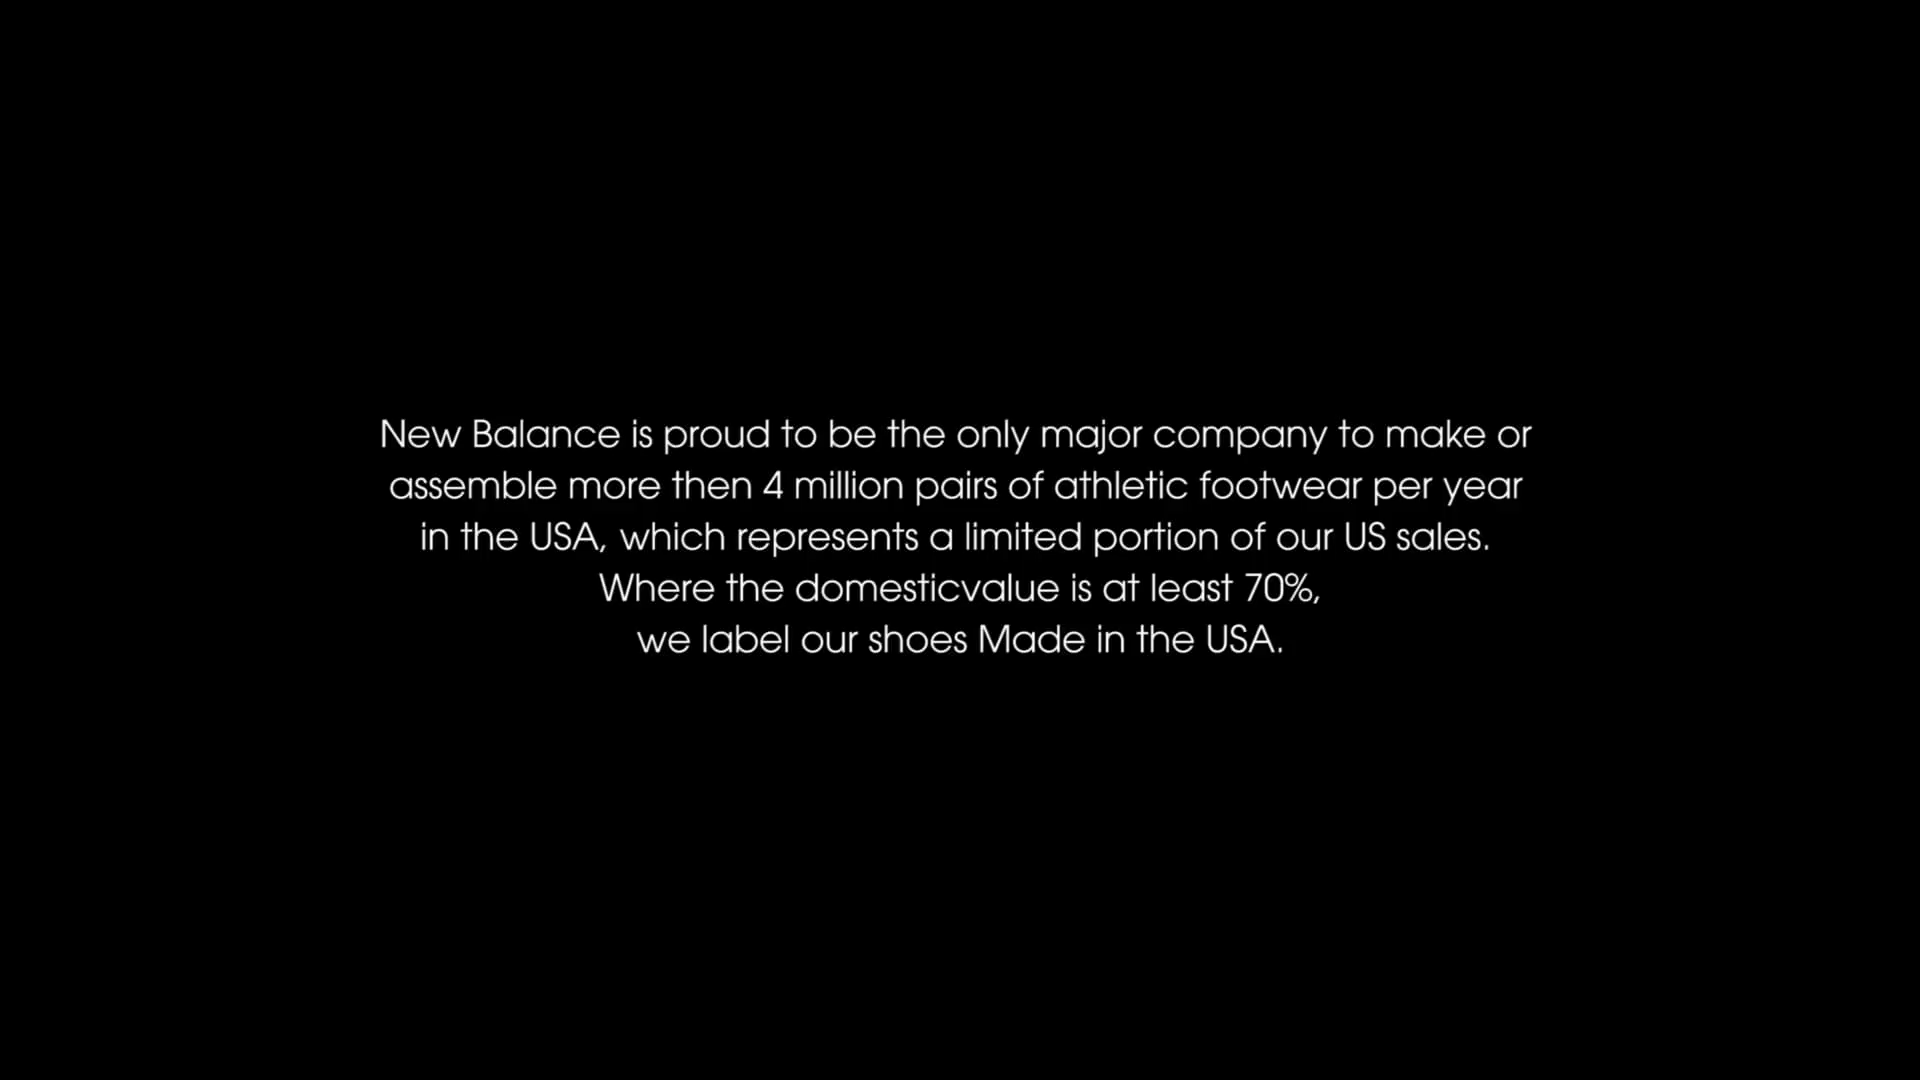 New Balance is proud to be the only major company to make or
assemble more then 4 million pairs of athletic footwear per year
in the USA, which represents a limited portion of our US sales.
Where the domesticvalue is at least 70%,
we label our shoes Made in the USA.